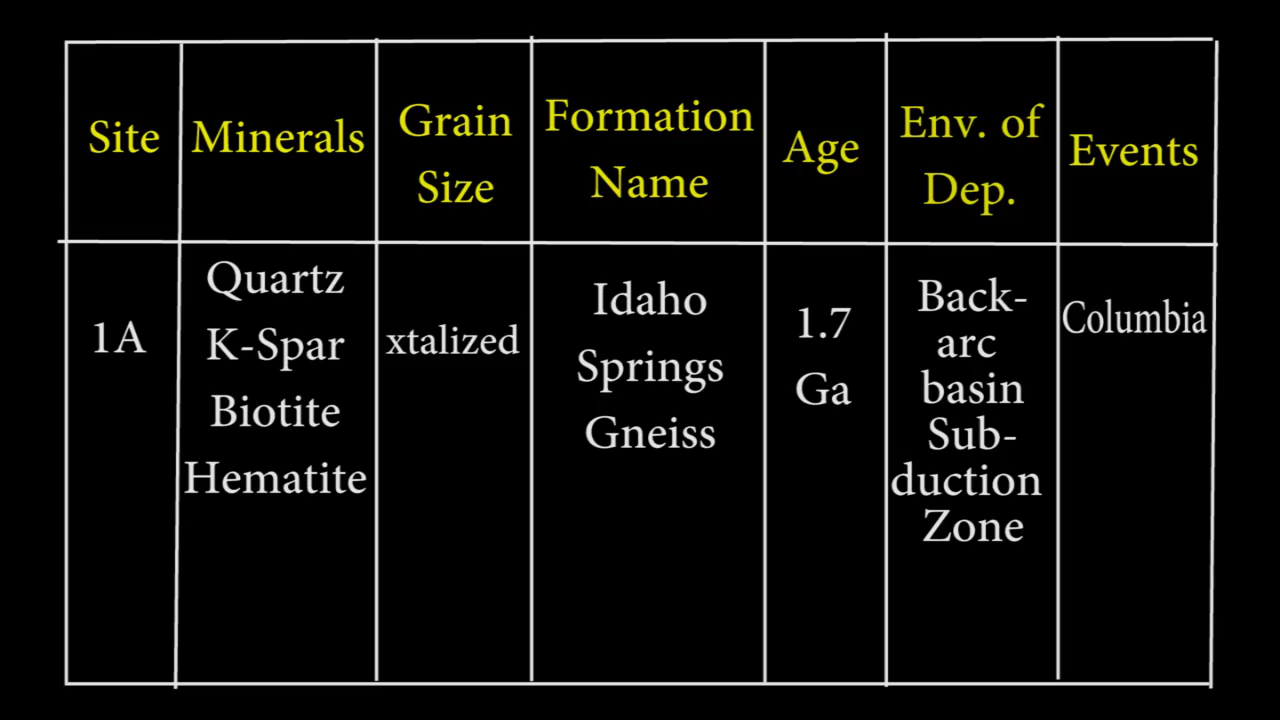 Site
Minerals
Grain
Size
Formation
Name
Age
Env. of
Dep.
Events
1A
Quartz
K-Spar
Biotite
Hematite
xtalized
Idaho
Springs
Gneiss
1.7
Ga
Back-
arc
basin
Sub-
duction
Zone
Columbia